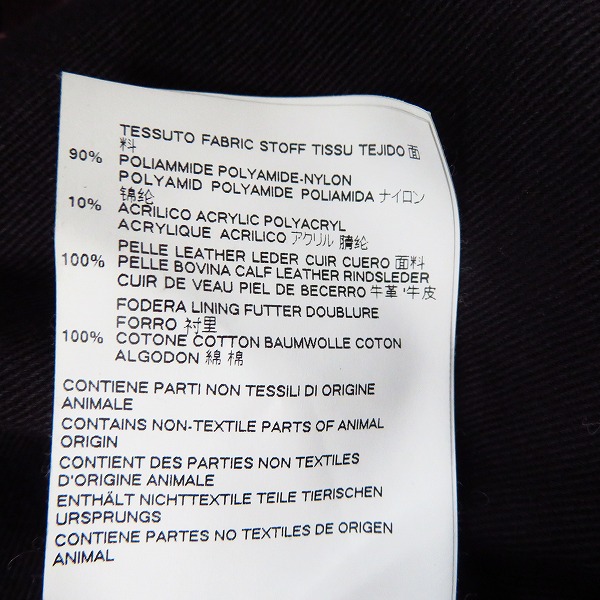 TESSUTO FABRIC STOFF TISSU TEJIDO 面
料
90% POLIAMMIDE POLYAMIDE-NYLON
POLYAMID POLYAMIDE POLIAMIDA ナイロン
锦纶
10% ACRILICO ACRYLIC POLYACRYL
ACRYLIQUE ACRILICO アクリル 腈纶
PELLE LEATHER LEDER CUIR CUERO 面料
100% PELLE BOVINA CALF LEATHER RINDSLEDER
CUIR DE VEAU PIEL DE BECERRO 牛革 '牛皮
FODERA LINING FUTTER DOUBLURE
FORRO 衬里
100% COTONE COTTON BAUMWOLLE COTON
ALGODON 綿 棉
CONTIENE PARTI NON TESSILI DI ORIGINE
ANIMALE
CONTAINS NON-TEXTILE PARTS OF ANIMAL
ORIGIN
CONTIENT DES PARTIES NON TEXTILES
D'ORIGINE ANIMALE
ENTHÄLT NICHTTEXTILE TEILE TIERISCHEN
URSPRUNGS
CONTIENE PARTES NO TEXTILES DE ORIGEN
ANIMAL